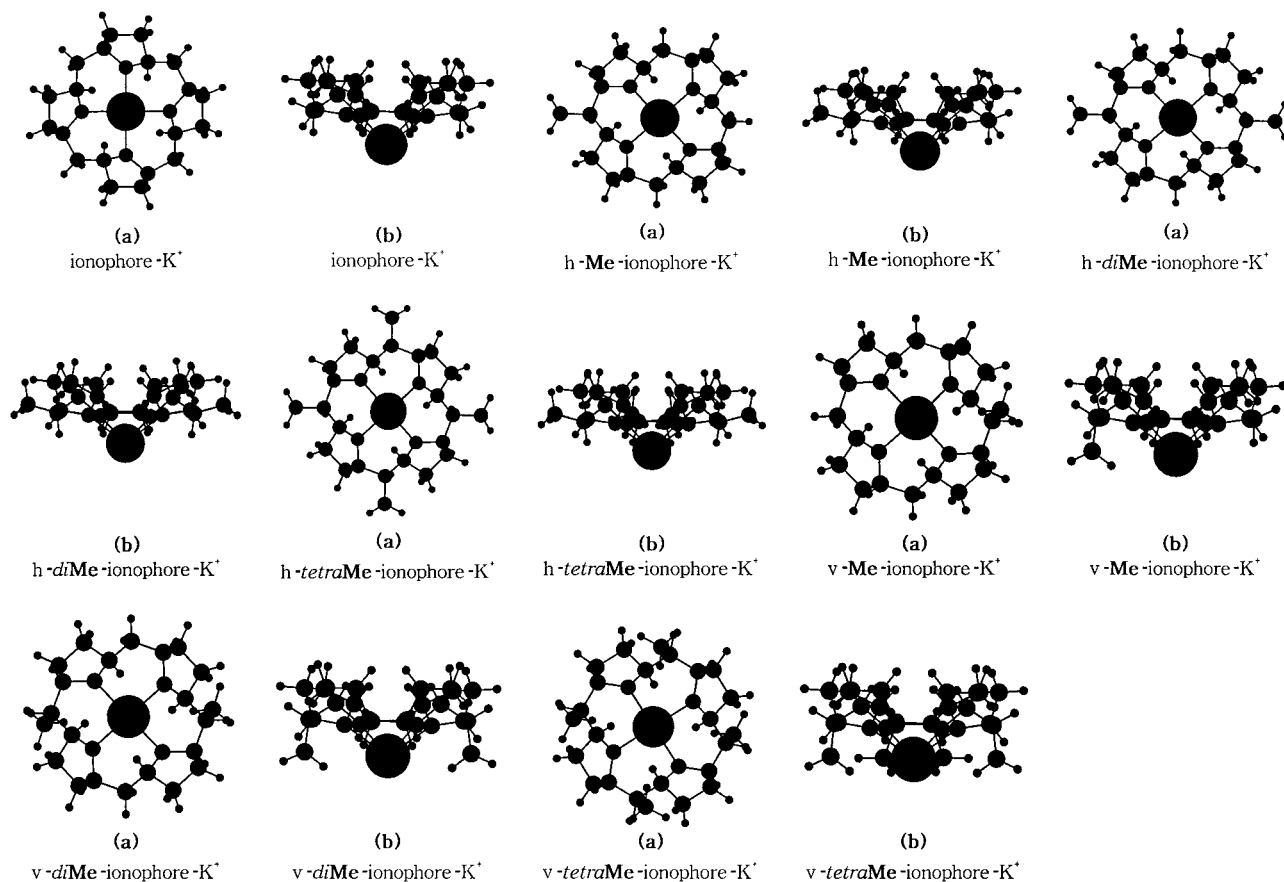 (a) (b) (a) (b) (a)
ionophore -K⁺ ionophore -K⁺ h -Me-ionophore -K⁺ h -Me-ionophore -K⁺ h -diMe -ionophore -K⁺
(b) (a) (b) (a) (b)
h -diMe-ionophore -K⁺ h -tetraMe -ionophore -K⁺ h -tetraMe -ionophore -K⁺ v -Me-ionophore -K⁺ v -Me-ionophore -K⁺
(a) (b) (a) (b)
v -diMe-ionophore -K⁺ v -diMe-ionophore -K⁺ v -tetraMe -ionophore -K⁺ v -tetraMe -ionophore -K⁺